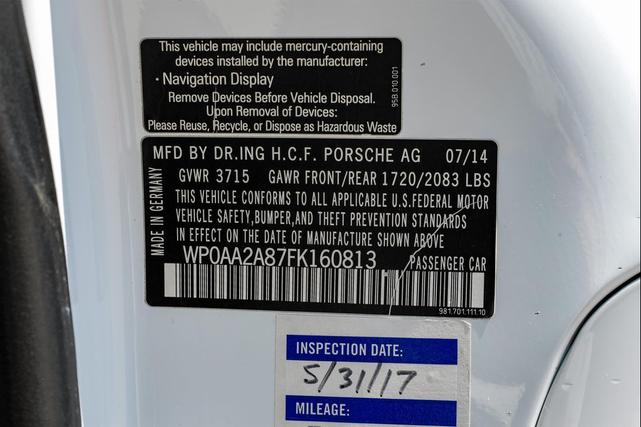 This vehicle may include mercury-containing
devices installed by the manufacturer:
· Navigation Display
Remove Devices Before Vehicle Disposal.
Upon Removal of Devices:
Please Reuse, Recycle, or Dispose as Hazardous Waste
95B.010.001
MFD BY DR.ING H.C.F. PORSCHE AG 07/14
GVWR 3715 GAWR FRONT/REAR 1720/2083 LBS
THIS VEHICLE CONFORMS TO ALL APPLICABLE U.S.FEDERAL MOTOR
VEHICLE SAFETY,BUMPER,AND THEFT PREVENTION STANDARDS
IN EFFECT ON THE DATE OF MANUFACTURE SHOWN ABOVE
MADE IN GERMANY
WP0AA2A87FK160813 PASSENGER CAR
981.701.111.10
INSPECTION DATE:
5/31/17
MILEAGE: